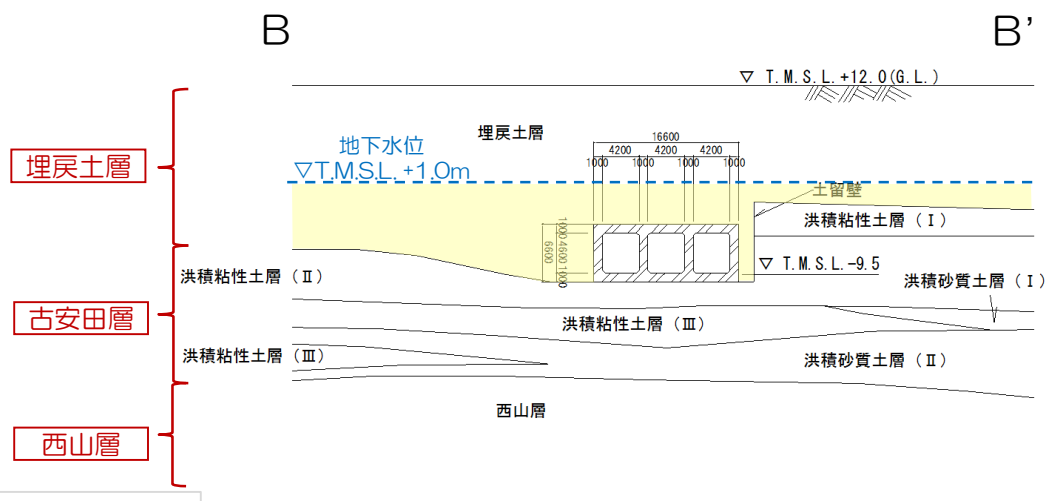 B
B’
▽ T.M.S.L.+12.0(G.L.)
埋戻土層
16600
4200
4200
4200
1000
1000
1000
1000
地下水位
▽T.M.S.L. +1.0m
埋戻土層
土留壁
洪積粘性土層(Ⅰ)
1000
4600
1000
6600
▽ T.M.S.L.-9.5
洪積粘性土層(Ⅱ)
洪積砂質土層(Ⅰ)
古安田層
洪積粘性土層(Ⅲ)
洪積粘性土層(Ⅲ)
洪積砂質土層(Ⅱ)
西山層
西山層